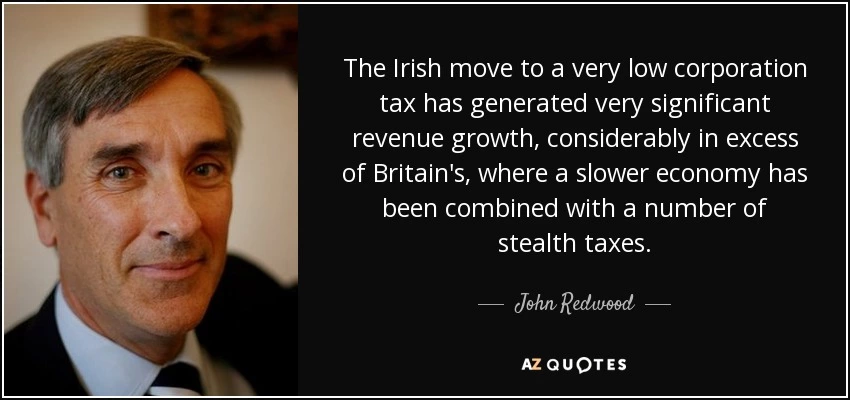 The Irish move to a very low corporation
tax has generated very significant
revenue growth, considerably in excess
of Britain's, where a slower economy has
been combined with a number of
stealth taxes.
John Redwood
AZ QUOTES